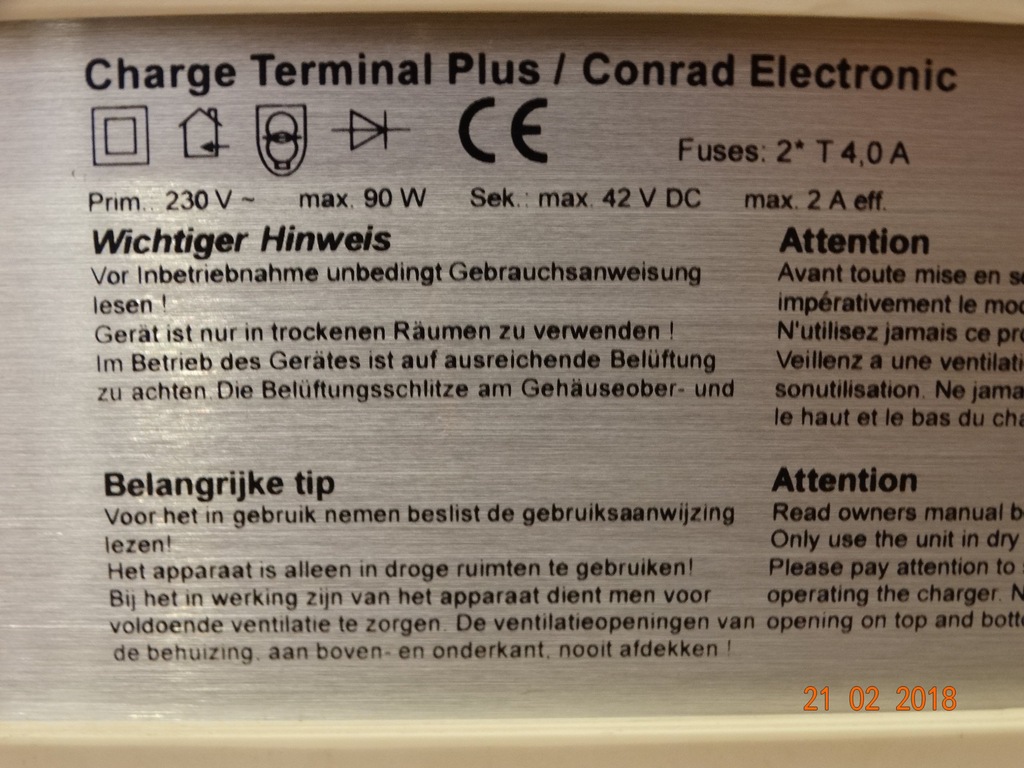 Charge Terminal Plus / Conrad Electronic
CE
Fuses: 2* T 4,0 A
Prim.: 230 V ~ max. 90 W Sek.: max. 42 V DC max. 2 A eff.
Wichtiger Hinweis
Vor Inbetriebnahme unbedingt Gebrauchsanweisung
lesen !
Gerät ist nur in trockenen Räumen zu verwenden !
Im Betrieb des Gerätes ist auf ausreichende Belüftung
zu achten. Die Belüftungsschlitze am Gehäuseober- und
Attention
Avant toute mise en
impérativement le
N'utilisez jamais ce
Veillenz a une
sonutilisation. Ne
le haut et le bas du
Belangrijke tip
Voor het in gebruik nemen beslist de gebruiksaanwijzing
lezen!
Het apparaat is alleen in droge ruimten te gebruiken!
Bij het in werking zijn van het apparaat dient men voor
voldoende ventilatie te zorgen. De ventilatieopeningen van
de behuizing, aan boven- en onderkant, nooit afdekken !
Attention
Read owners manual
Only use the unit in dry
Please pay attention to
operating the charger.
opening on top and
21 02 2018